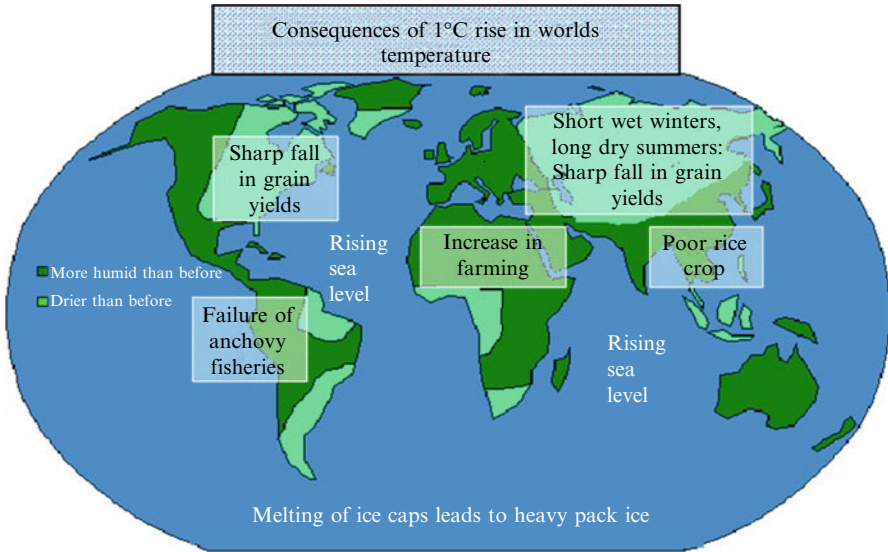 Consequences of 1°C rise in worlds
temperature
Sharp fall
in grain
yields
Short wet winters,
long dry summers:
Sharp fall in grain
yields
Rising
sea
level
Increase in
farming
Poor rice
crop
More humid than before
Drier than before
Failure of
anchovy
fisheries
Rising
sea
level
Melting of ice caps leads to heavy pack ice